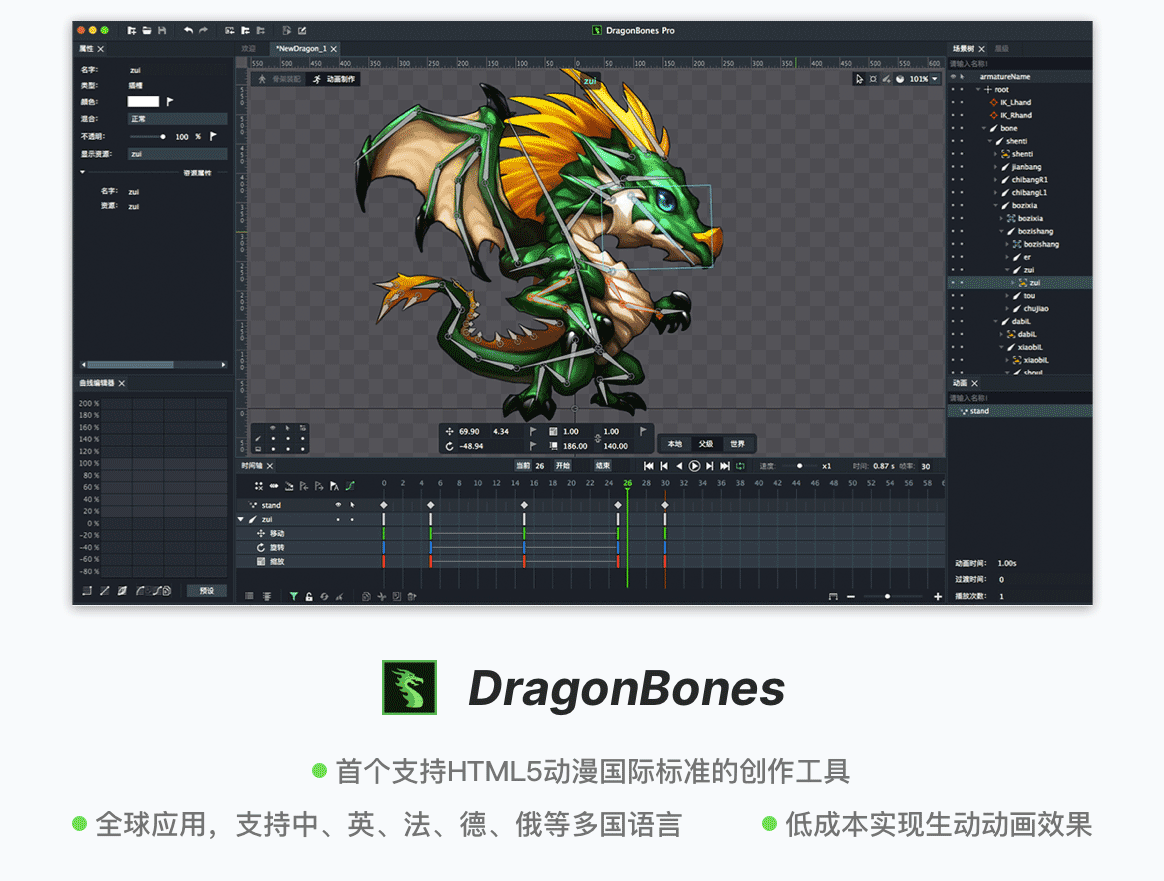 DragonBones Pro
属性
名字: zui
类型: 插槽
颜色:
混合: 正常
不透明: 100 %
显示资源: zui
名字: zui
资源: zui
欢迎
*NewDragon_1
骨架装配 动画制作
zui
101%
场景树 层级
请输入名称!
armatureName
root
IK_Lhand
IK_Rhand
bone
shenti
shenti
jianbang
chibangR1
chibangL1
bozixia
bozixia
bozishang
bozishang
er
zui
zui
tou
chujiao
dabiL
dabiL
xiaobiL
xiaobiL
shouL
曲线编辑器
200 %
180 %
160 %
140 %
120 %
100 %
80 %
60 %
40 %
20 %
0 %
-20 %
-40 %
-60 %
-80 %
预设
69.90 4.34 1.00 1.00
-48.94 186.00 140.00
本地 父级 世界
时间轴
当前 26 开始 结束
速度: x1 时间: 0.87 s 帧率: 30
0 2 4 6 8 10 12 14 16 18 20 22 24 26 28 30 32 34 36 38 40 42 44 46 48 50 52 54 56 58
stand
zui
移动
旋转
缩放
动画
请输入名称!
stand
动画时间: 1.00s
过渡时间: 0
播放次数: 1
DragonBones
首个支持HTML5动漫国际标准的创作工具
全球应用，支持中、英、法、德、俄等多国语言
低成本实现生动动画效果